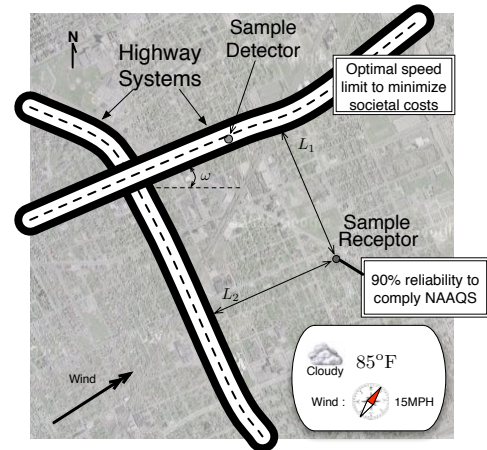 N
Highway
Systems
Sample
Detector
Optimal speed
limit to minimize
societal costs
L₁
ω
Sample
Receptor
L₂
90% reliability to
comply NAAQS
Wind
Cloudy
85°F
Wind :
15MPH